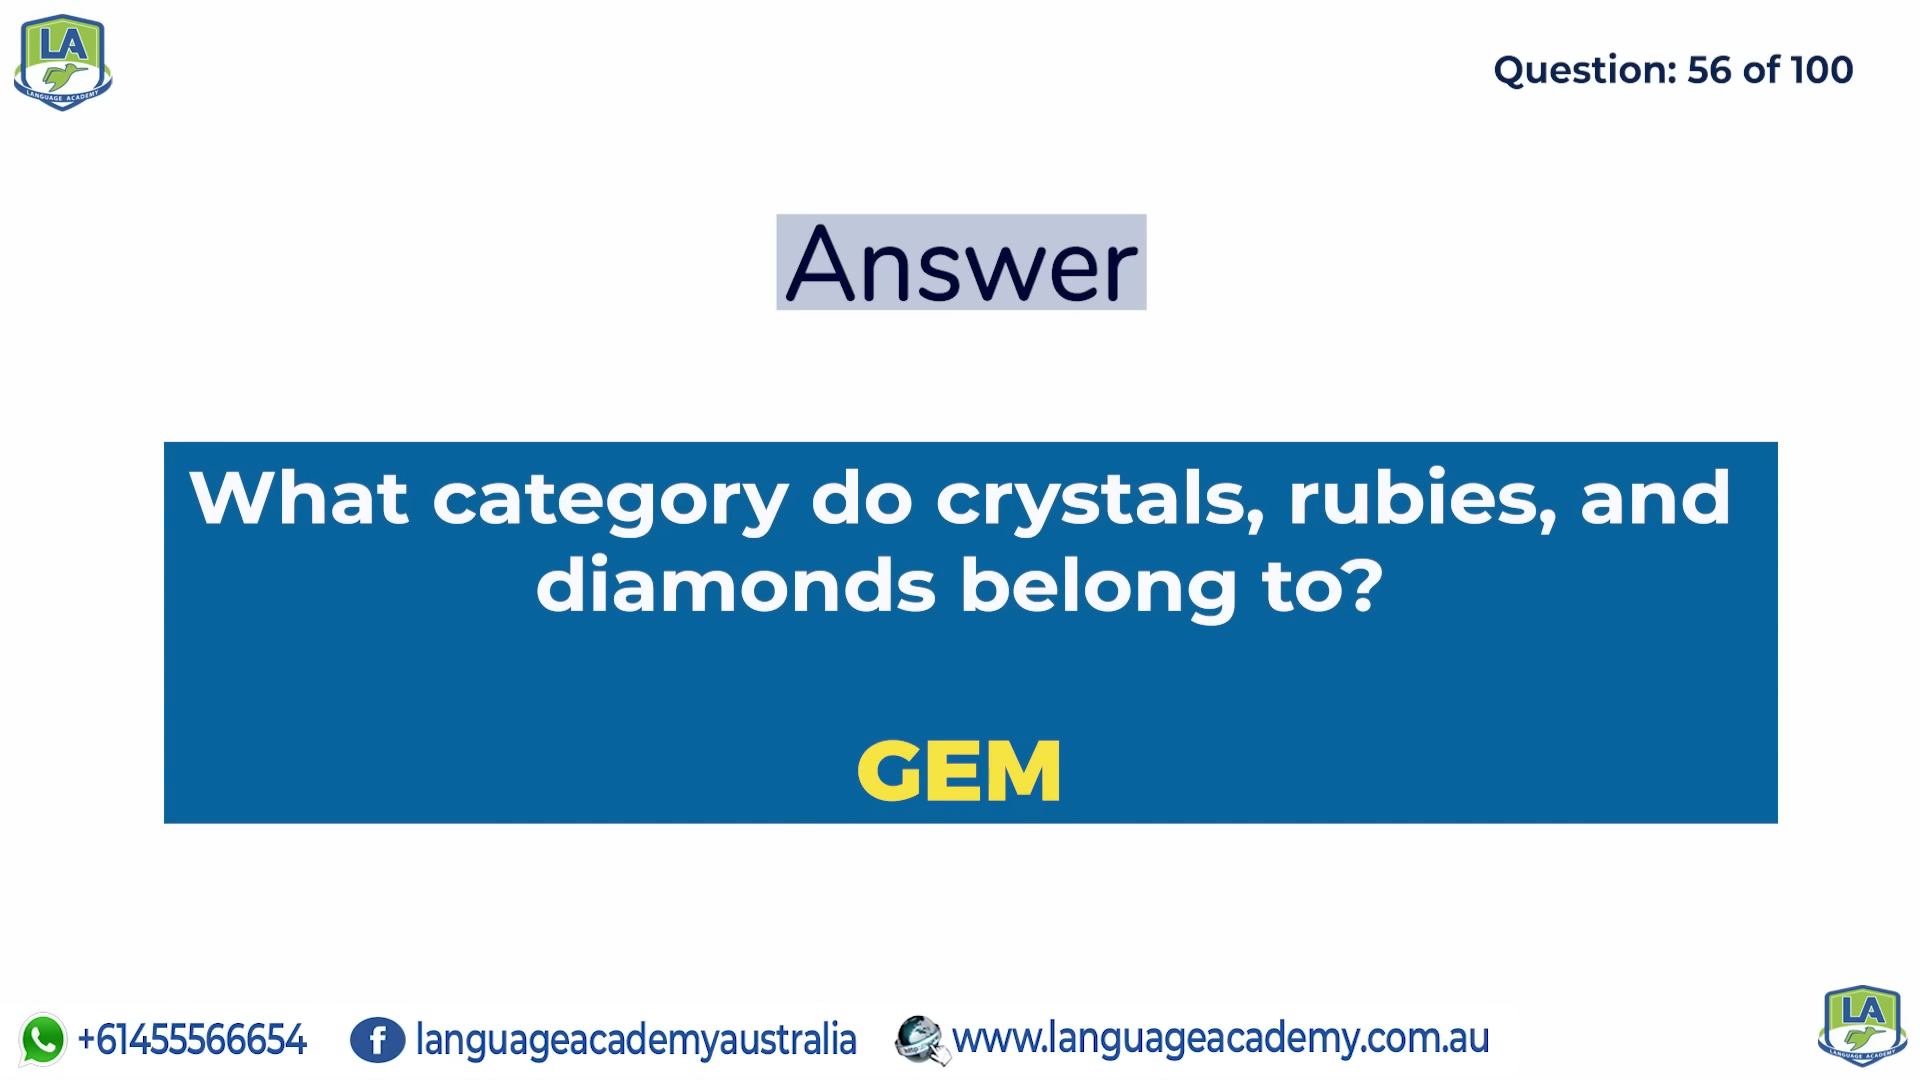 LA
LANGUAGE ACADEMY
Question: 56 of 100
Answer
What category do crystals, rubies, and
diamonds belong to?
GEM
+61455566654
f
languageacademyaustralia
www.languageacademy.com.au
LA
LANGUAGE ACADEMY